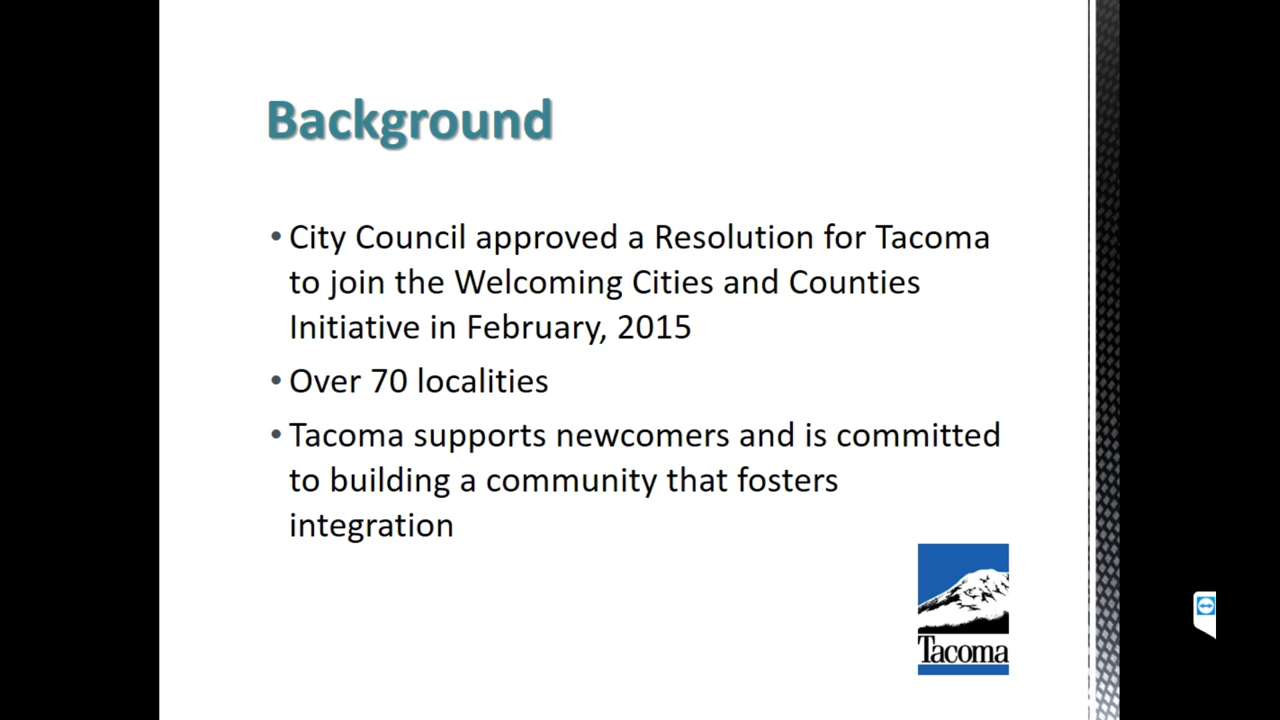 Background
• City Council approved a Resolution for Tacoma
to join the Welcoming Cities and Counties
Initiative in February, 2015
• Over 70 localities
• Tacoma supports newcomers and is committed
to building a community that fosters
integration
Tacoma